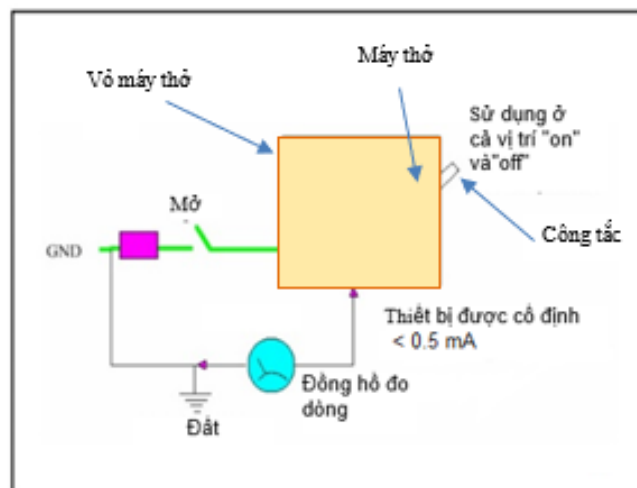 Máy thở
Vỏ máy thở
Sử dụng ở
cả vị trí "on"
và"off"
Mở
Công tắc
GND
Thiết bị được cố định
< 0.5 mA
Đồng hồ đo
dòng
Đất